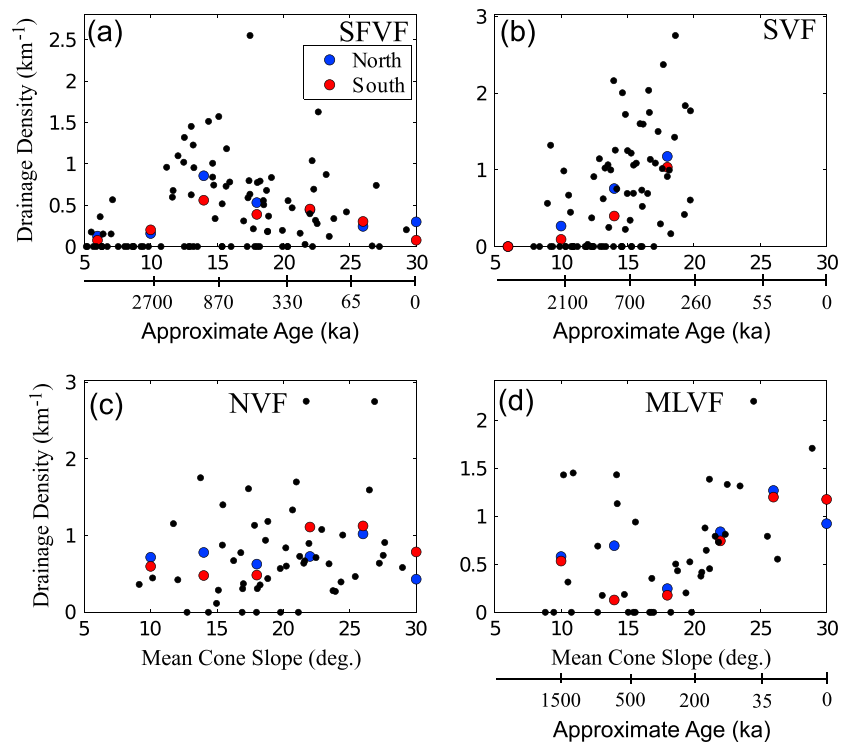 (a) SFVF
North
South
Drainage Density (km-1)
2.5
2
1.5
1
0.5
0
5 10 15 20 25 30
2700 870 330 65 0
Approximate Age (ka)
(b) SVF
3
2
1
0
5 10 15 20 25 30
2100 700 260 55 0
Approximate Age (ka)
(c) NVF
Drainage Density (km-1)
3
2
1
0
5 10 15 20 25 30
Mean Cone Slope (deg.)
(d) MLVF
2
1.5
1
0.5
0
5 10 15 20 25 30
Mean Cone Slope (deg.)
1500 500 200 35 0
Approximate Age (ka)